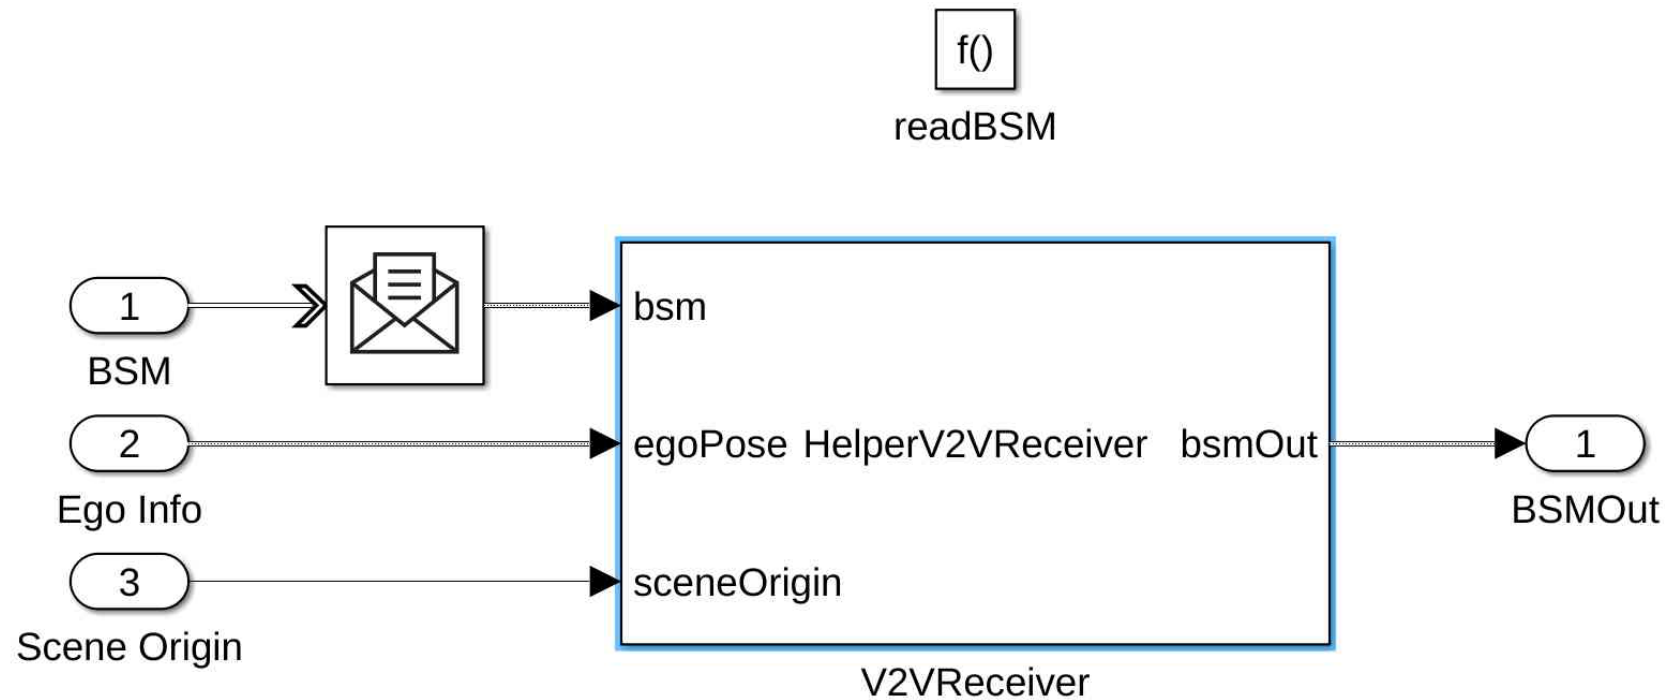 f()
readBSM
1
BSM
bsm
2
Ego Info
egoPose HelperV2VReceiver bsmOut
1
BSMOut
3
Scene Origin
sceneOrigin
V2VReceiver